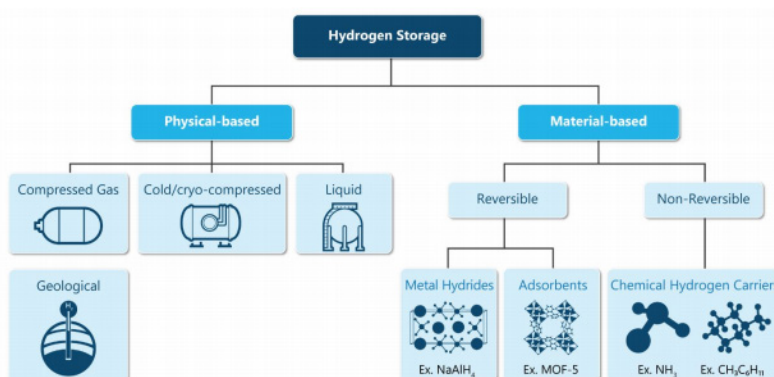 Hydrogen Storage
Physical-based
Material-based
Compressed Gas
Cold/cryo-compressed
Liquid
Reversible
Non-Reversible
Geological
H₂
Metal Hydrides
Adsorbents
Chemical Hydrogen Carrier
Ex. NaAlH₄
Ex. MOF-5
Ex. NH₃
Ex. CH₃C₆H₁₁